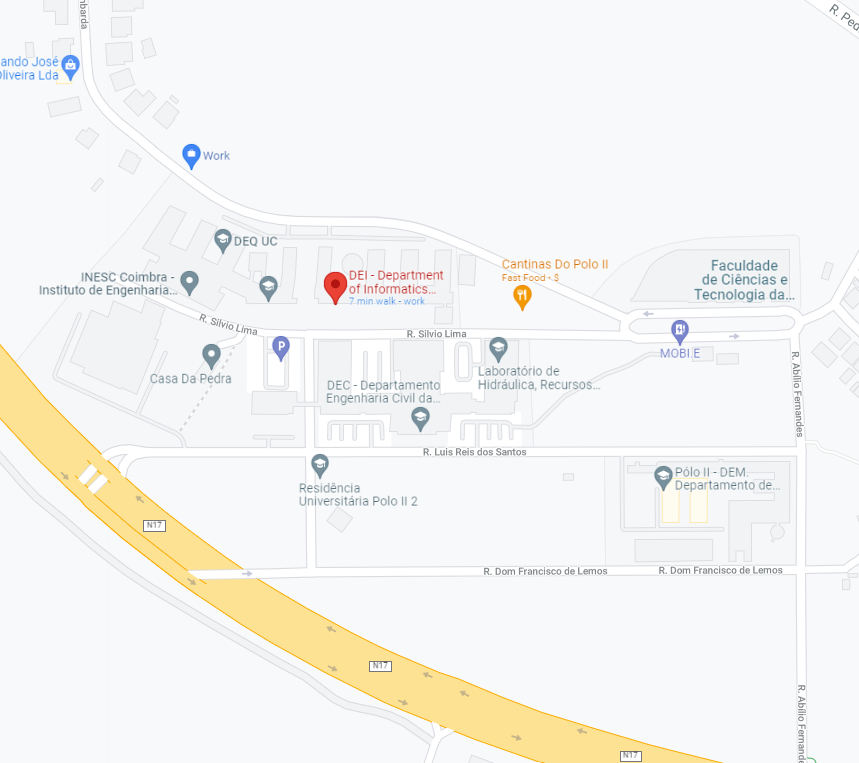 R. Ped
mbarda
ando José
Oliveira Lda
Work
DEQ UC
INESC Coimbra -
Instituto de Engenharia...
DEI - Department
of Informatics...
7 min walk - work
Cantinas Do Polo II
Fast Food • $
Faculdade
de Ciências e
Tecnologia da...
R. Silvio Lima
R. Silvio Lima
P
MOBI.E
Casa Da Pedra
DEC - Departamento
Engenharia Civil da...
Laboratório de
Hidráulica, Recursos...
R. Abílio Fernandes
R. Luis Reis dos Santos
Residência
Universitária Polo II 2
Pólo II - DEM.
Departamento de...
N17
R. Dom Francisco de Lemos
R. Dom Francisco de Lemos
N17
R. Abílio Fernande
N17